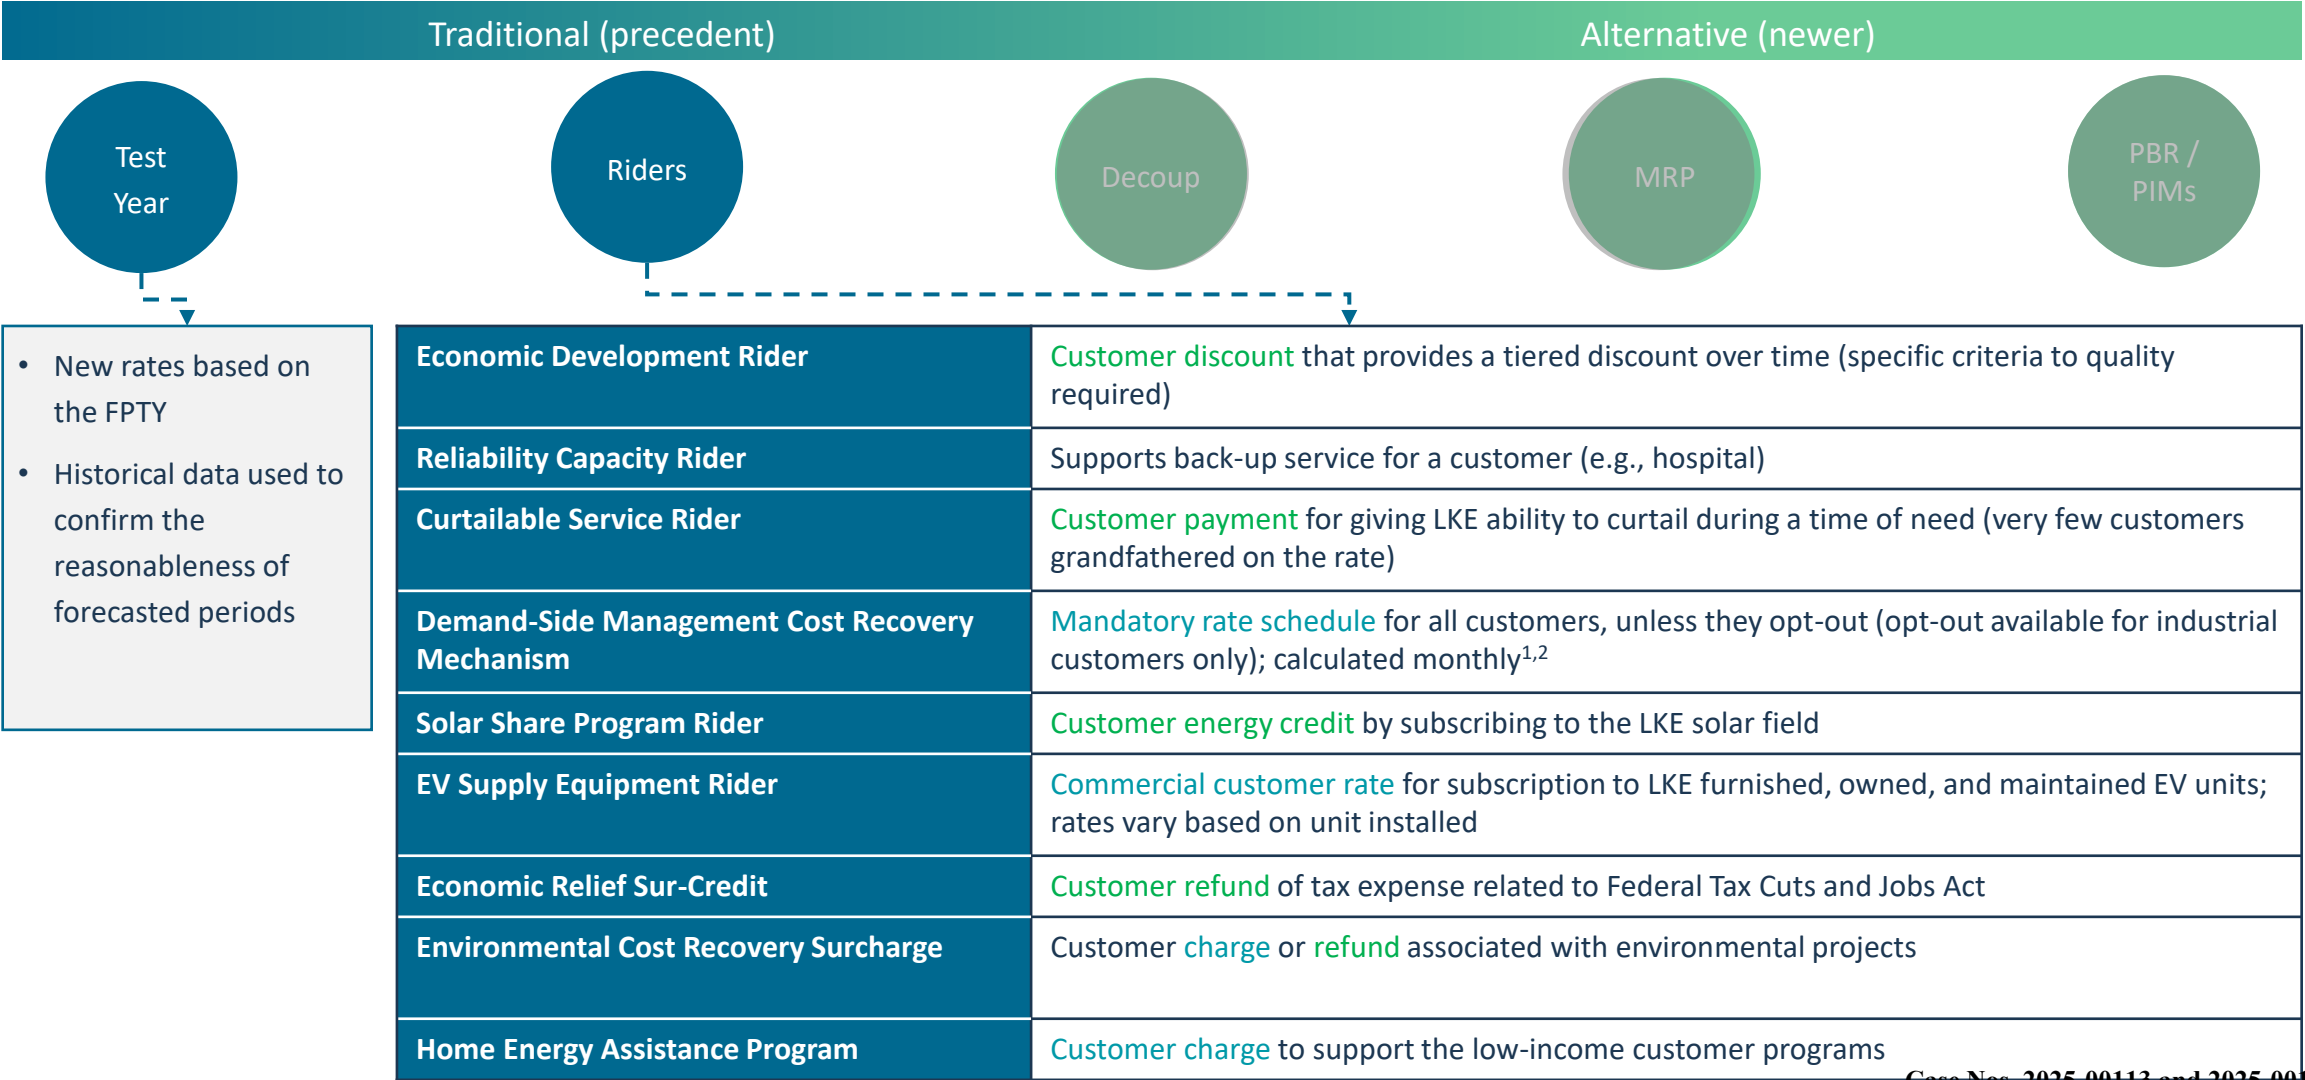 Traditional (precedent)
Alternative (newer)
Test
Year
Riders
Decoup
MRP
PBR /
PIMs
• New rates based on
the FPTY
• Historical data used to
confirm the
reasonableness of
forecasted periods
Economic Development Rider
Customer discount that provides a tiered discount over time (specific criteria to quality
required)
Reliability Capacity Rider
Supports back-up service for a customer (e.g., hospital)
Curtailable Service Rider
Customer payment for giving LKE ability to curtail during a time of need (very few customers
grandfathered on the rate)
Demand-Side Management Cost Recovery
Mechanism
Mandatory rate schedule for all customers, unless they opt-out (opt-out available for industrial
customers only); calculated monthly1,2
Solar Share Program Rider
Customer energy credit by subscribing to the LKE solar field
EV Supply Equipment Rider
Commercial customer rate for subscription to LKE furnished, owned, and maintained EV units;
rates vary based on unit installed
Economic Relief Sur-Credit
Customer refund of tax expense related to Federal Tax Cuts and Jobs Act
Environmental Cost Recovery Surcharge
Customer charge or refund associated with environmental projects
Home Energy Assistance Program
Customer charge to support the low-income customer programs
Case Nos. 2025-00113 and